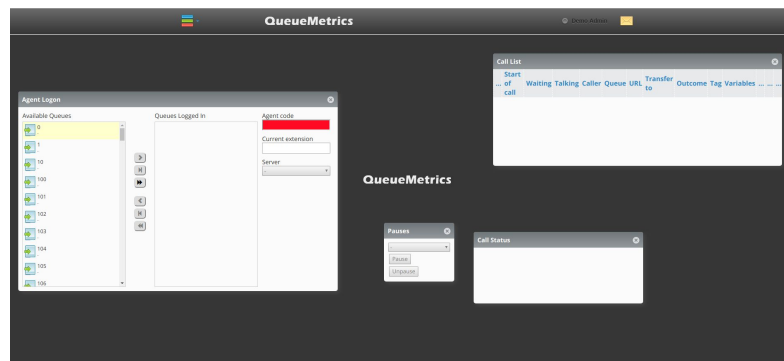 QueueMetrics
Demo Admin
Call List
... Start of call Waiting Talking Caller Queue URL Transfer to Outcome Tag Variables ... ... ...
Agent Logon
Available Queues
Queues Logged In
Agent code
0
1
10
100
101
102
103
104
105
106
Current extension
Server
-
QueueMetrics
Pauses
-
Pause
Unpause
Call Status